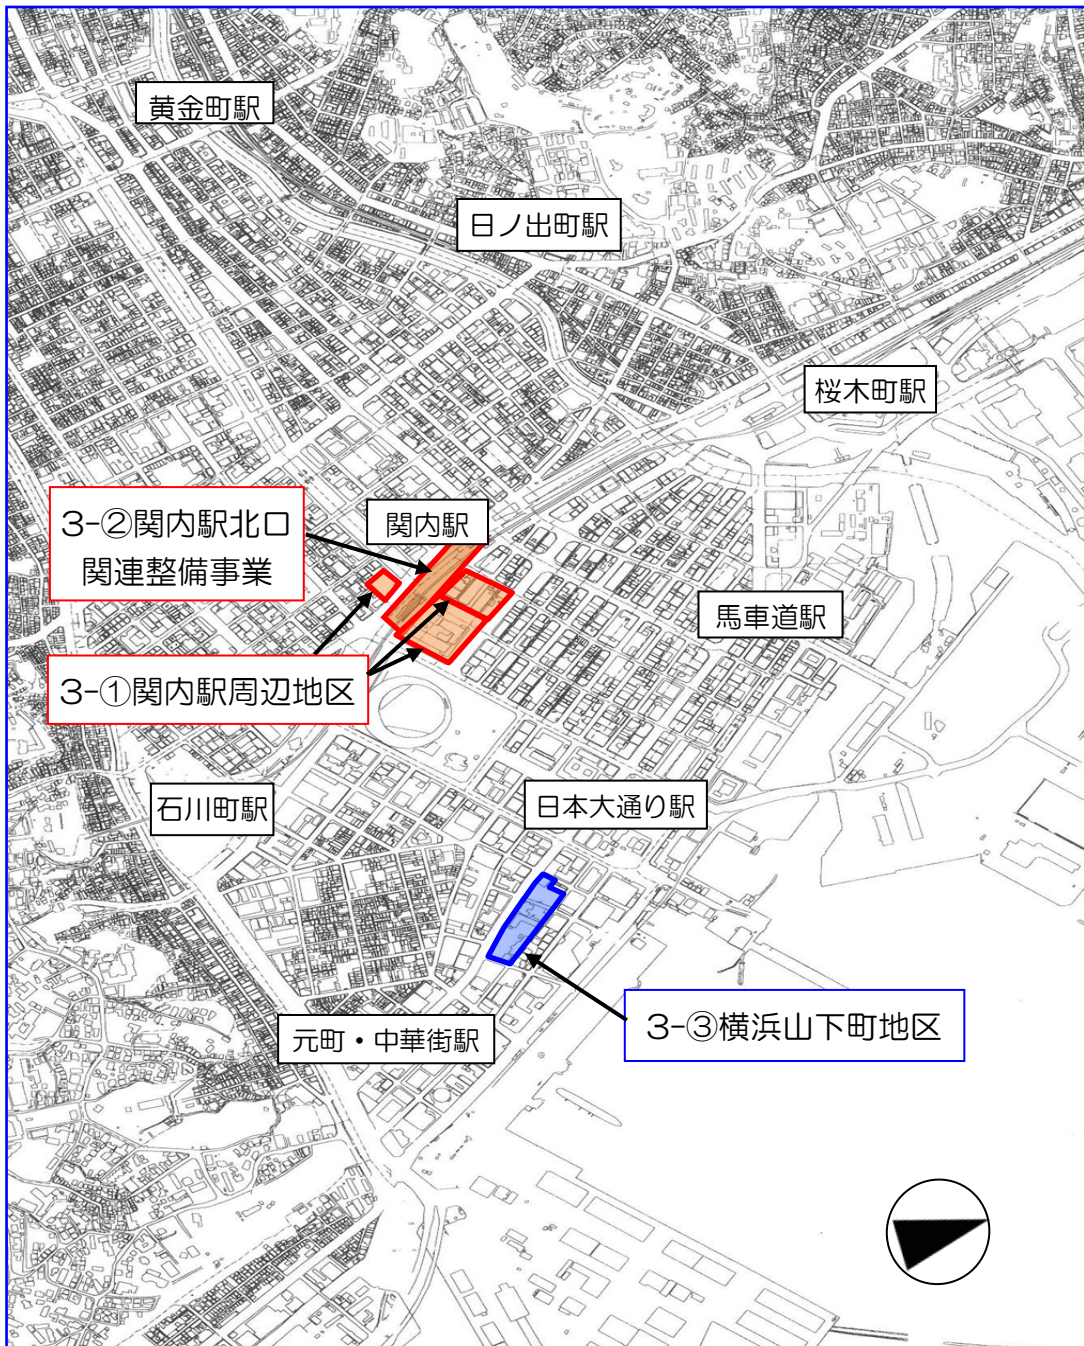 黄金町駅
日ノ出町駅
桜木町駅
3-②関内駅北口
関連整備事業
関内駅
馬車道駅
3-①関内駅周辺地区
石川町駅
日本大通り駅
元町・中華街駅
3-③横浜山下町地区